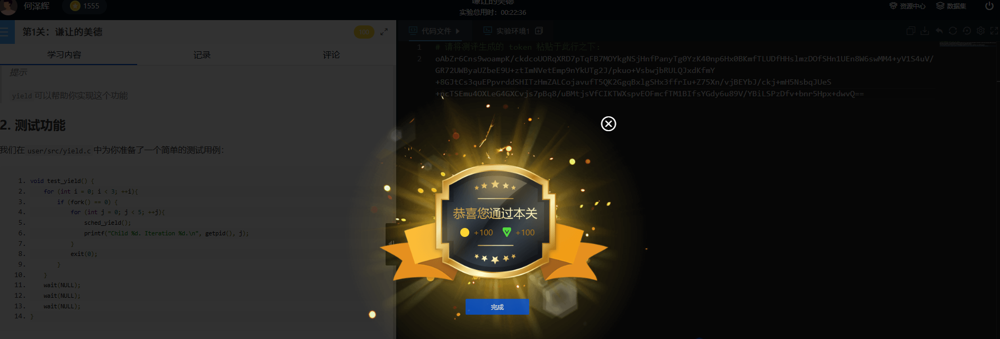 何泽辉
1555
谦让的美德
实验总用时：00:22:36
资源中心
数据集
第1关：谦让的美德
100
学习内容
记录
评论
提示
yield 可以帮助你实现这个功能
2. 测试功能
我们在 user/src/yield.c 中为你准备了一个简单的测试用例：
1. void test_yield() {
2. for (int i = 0; i < 3; ++i){
3. if (fork() == 0) {
4. for (int j = 0; j < 5; ++j){
5. sched_yield();
6. printf("Child %d. Iteration %d.\n", getpid(), j);
7. }
8. exit(0);
9. }
10. }
11. wait(NULL);
12. wait(NULL);
13. wait(NULL);
14. }
代码文件
实验环境1
1 # 请将测评生成的 token 粘贴于此行之下：
2 oAbZr6Cns9woampK/ckdcoUORqXRD7pTqFB7MOYkgNSjHnfPanyTg0YzK40np6Hx0BKmfTLUDfHHslmzDOfSHn1UEn8W6swMM4+yV1S4uV/
GR72UWByaUZbeE9U+ztImNVetEmp9nYkUTg2J/pkuo+VsbwjbRULQJxdKfmY
+8GJtCs3quEPpvrddSHITzHmZALCojavufT5QK2GgqBxlgSHx3ffrIu+Z75Xn/vjBEYbJ/ckj+mH5NsbqJUeS
+ncTSEmu4OXLeG4GXCvjs7pBq8/uBMtjsVfCIKTWXspvEOFmcfTM1BIfsYGdy6u89V/YBiLSPzDfv+bnr5Hpx+dwvQ==
恭喜您通过本关
+100
+100
完成